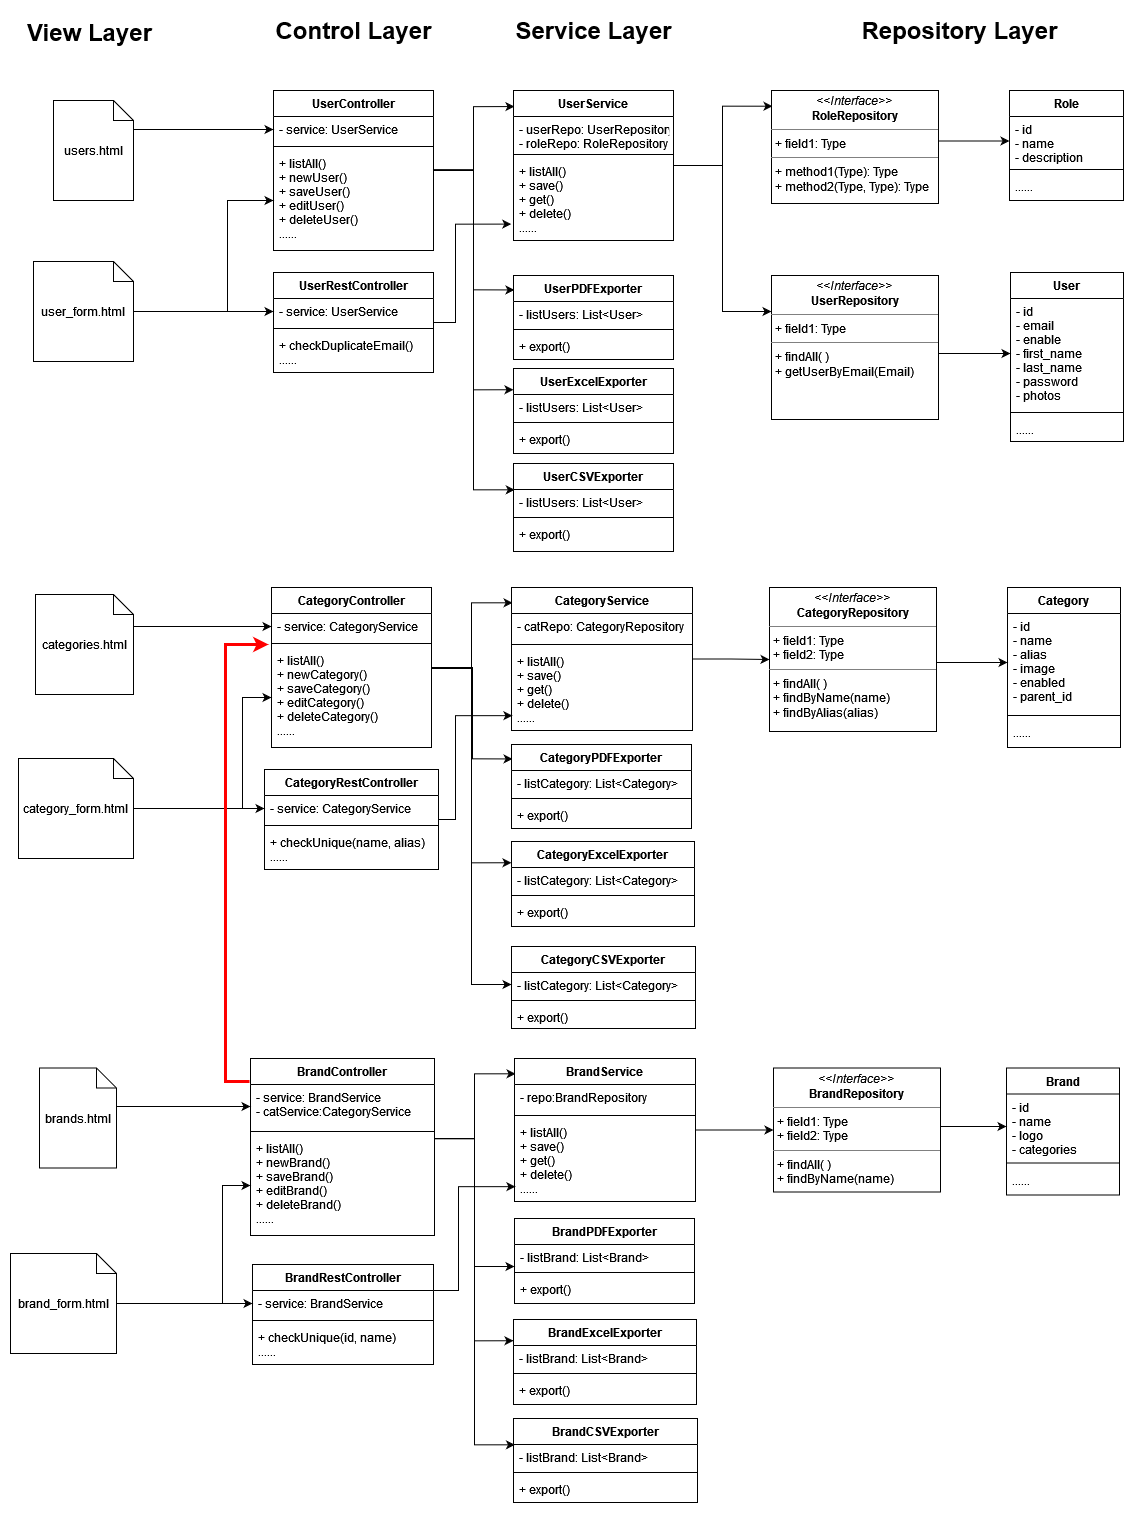 View Layer
Control Layer
Service Layer
Repository Layer
users.html
user_form.html
UserController
- service: UserService
+ listAll()
+ newUser()
+ saveUser()
+ editUser()
+ deleteUser()
......
UserRestController
- service: UserService
+ checkDuplicateEmail()
......
UserService
- userRepo: UserRepository
- roleRepo: RoleRepository
+ listAll()
+ save()
+ get()
+ delete()
......
UserPDFExporter
- listUsers: List<User>
+ export()
UserExcelExporter
- listUsers: List<User>
+ export()
UserCSVExporter
- listUsers: List<User>
+ export()
<<Interface>>
RoleRepository
+ field1: Type
+ method1(Type): Type
+ method2(Type, Type): Type
Role
- id
- name
- description
......
<<Interface>>
UserRepository
+ field1: Type
+ findAll( )
+ getUserByEmail(Email)
User
- id
- email
- enable
- first_name
- last_name
- password
- photos
......
categories.html
category_form.html
CategoryController
- service: CategoryService
+ listAll()
+ newCategory()
+ saveCategory()
+ editCategory()
+ deleteCategory()
......
CategoryRestController
- service: CategoryService
+ checkUnique(name, alias)
......
CategoryService
- catRepo: CategoryRepository
+ listAll()
+ save()
+ get()
+ delete()
......
CategoryPDFExporter
- listCategory: List<Category>
+ export()
CategoryExcelExporter
- listCategory: List<Category>
+ export()
CategoryCSVExporter
- listCategory: List<Category>
+ export()
<<Interface>>
CategoryRepository
+ field1: Type
+ field2: Type
+ findAll( )
+ findByName(name)
+ findByAlias(alias)
Category
- id
- name
- alias
- image
- enabled
- parent_id
......
brands.html
brand_form.html
BrandController
- service: BrandService
- catService:CategoryService
+ listAll()
+ newBrand()
+ saveBrand()
+ editBrand()
+ deleteBrand()
......
BrandRestController
- service: BrandService
+ checkUnique(id, name)
......
BrandService
- repo:BrandRepository
+ listAll()
+ save()
+ get()
+ delete()
......
BrandPDFExporter
- listBrand: List<Brand>
+ export()
BrandExcelExporter
- listBrand: List<Brand>
+ export()
BrandCSVExporter
- listBrand: List<Brand>
+ export()
<<Interface>>
BrandRepository
+ field1: Type
+ field2: Type
+ findAll( )
+ findByName(name)
Brand
- id
- name
- logo
- categories
......